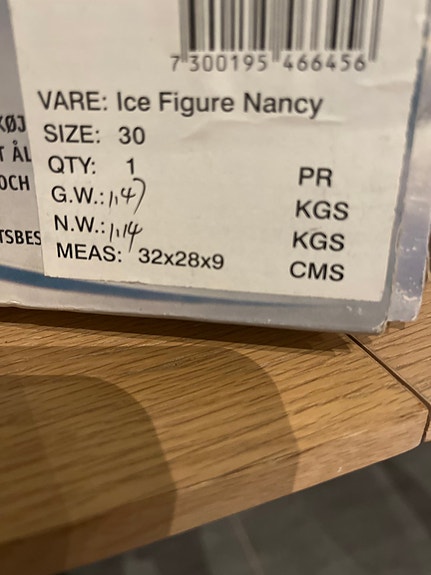 7 300195 466456
VARE: Ice Figure Nancy
SIZE: 30
QTY: 1 PR
G.W.: 1,47 KGS
N.W.: 1,14 KGS
MEAS: 32x28x9 CMS
KØJ
T ÅL
OCH
TSBES